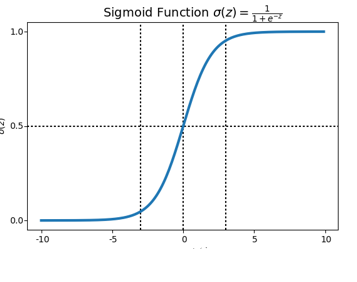 Sigmoid Function σ(z) = 1/(1+e^{-z})
1.0
0.5
0.0
σ(z)
-10 -5 0 5 10